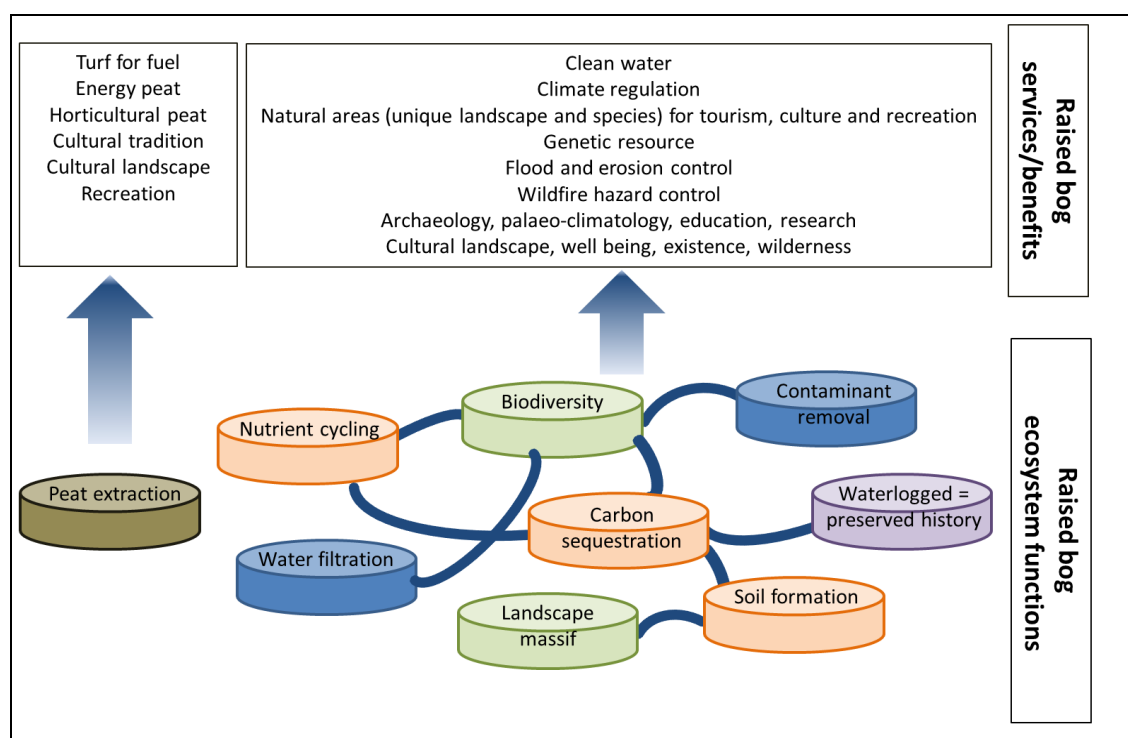 Turf for fuel
Energy peat
Horticultural peat
Cultural tradition
Cultural landscape
Recreation
Clean water
Climate regulation
Natural areas (unique landscape and species) for tourism, culture and recreation
Genetic resource
Flood and erosion control
Wildfire hazard control
Archaeology, palaeo-climatology, education, research
Cultural landscape, well being, existence, wilderness
Raised bog
services/benefits
Biodiversity
Contaminant
removal
Nutrient cycling
Peat extraction
Carbon
sequestration
Waterlogged =
preserved history
Water filtration
Soil formation
Landscape
massif
Raised bog
ecosystem functions